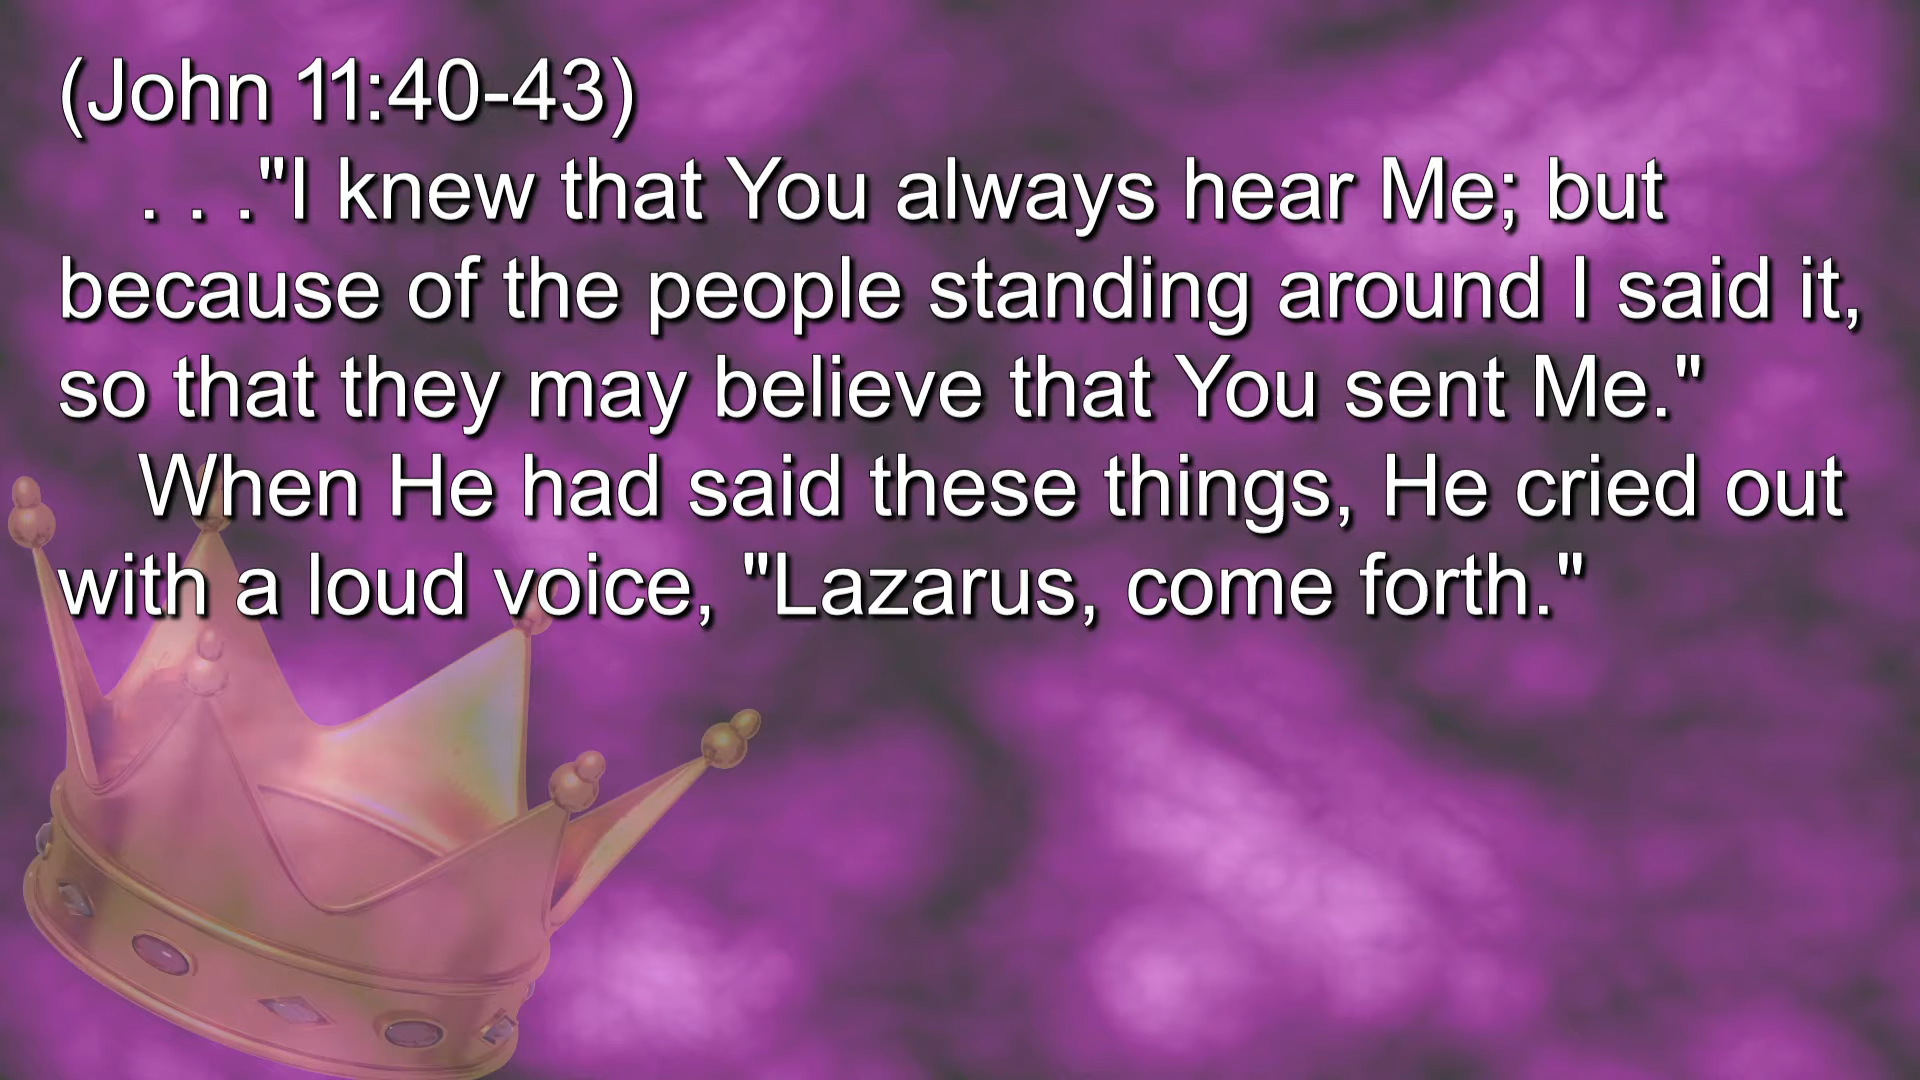 (John 11:40-43)
. . ."I knew that You always hear Me; but
because of the people standing around I said it,
so that they may believe that You sent Me."
When He had said these things, He cried out
with a loud voice, "Lazarus, come forth."